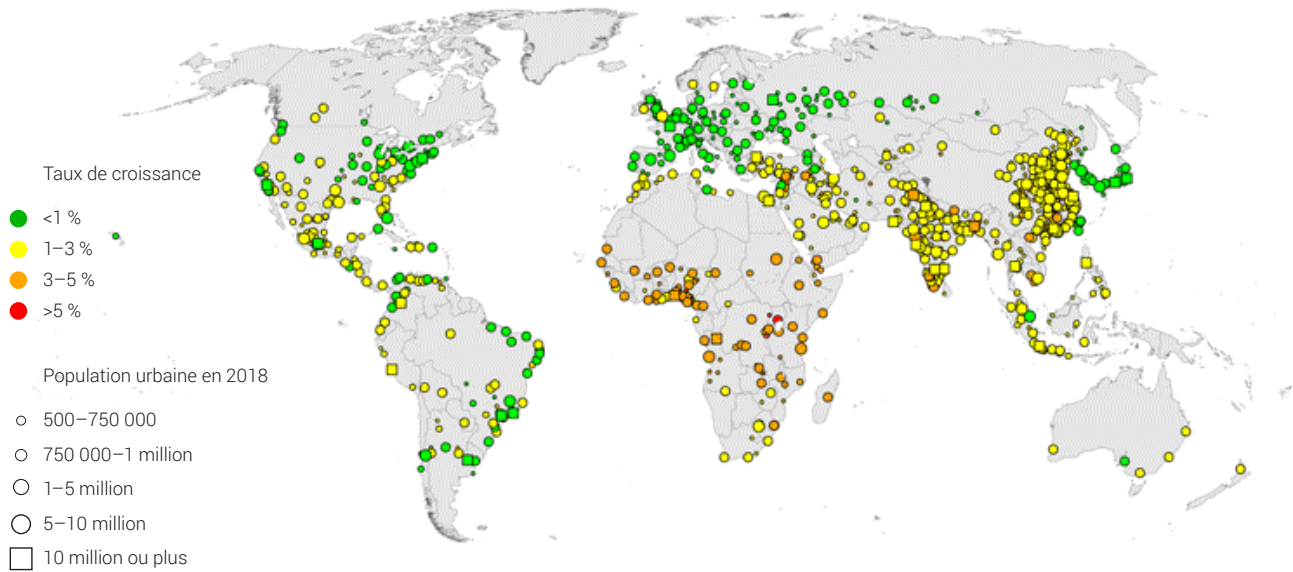 Taux de croissance
<1 %
1–3 %
3–5 %
>5 %
Population urbaine en 2018
500–750 000
750 000–1 million
1–5 million
5–10 million
10 million ou plus